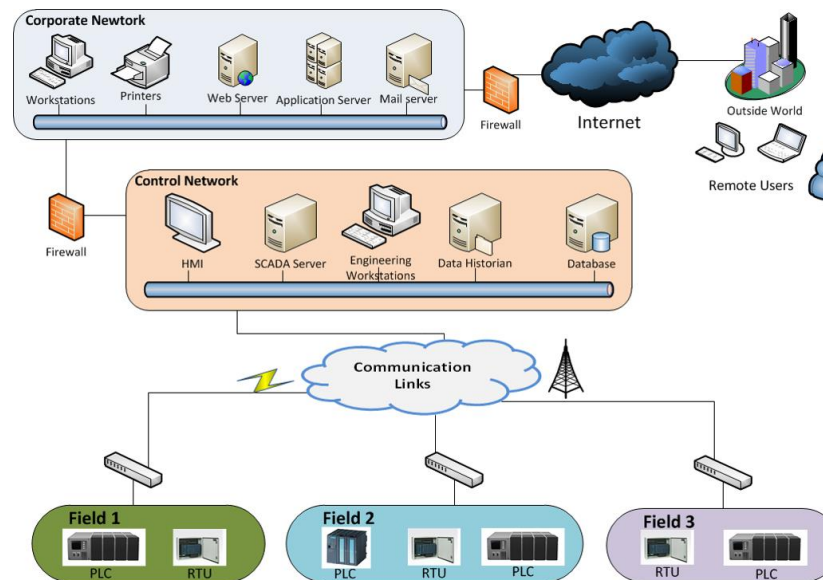 Corporate Newtork
Workstations
Printers
Web Server
Application Server
Mail server
Firewall
Internet
Outside World
Remote Users
Control Network
Firewall
HMI
SCADA Server
Engineering
Workstations
Data Historian
Database
Communication
Links
Field 1
PLC
RTU
Field 2
PLC
RTU
PLC
Field 3
RTU
PLC